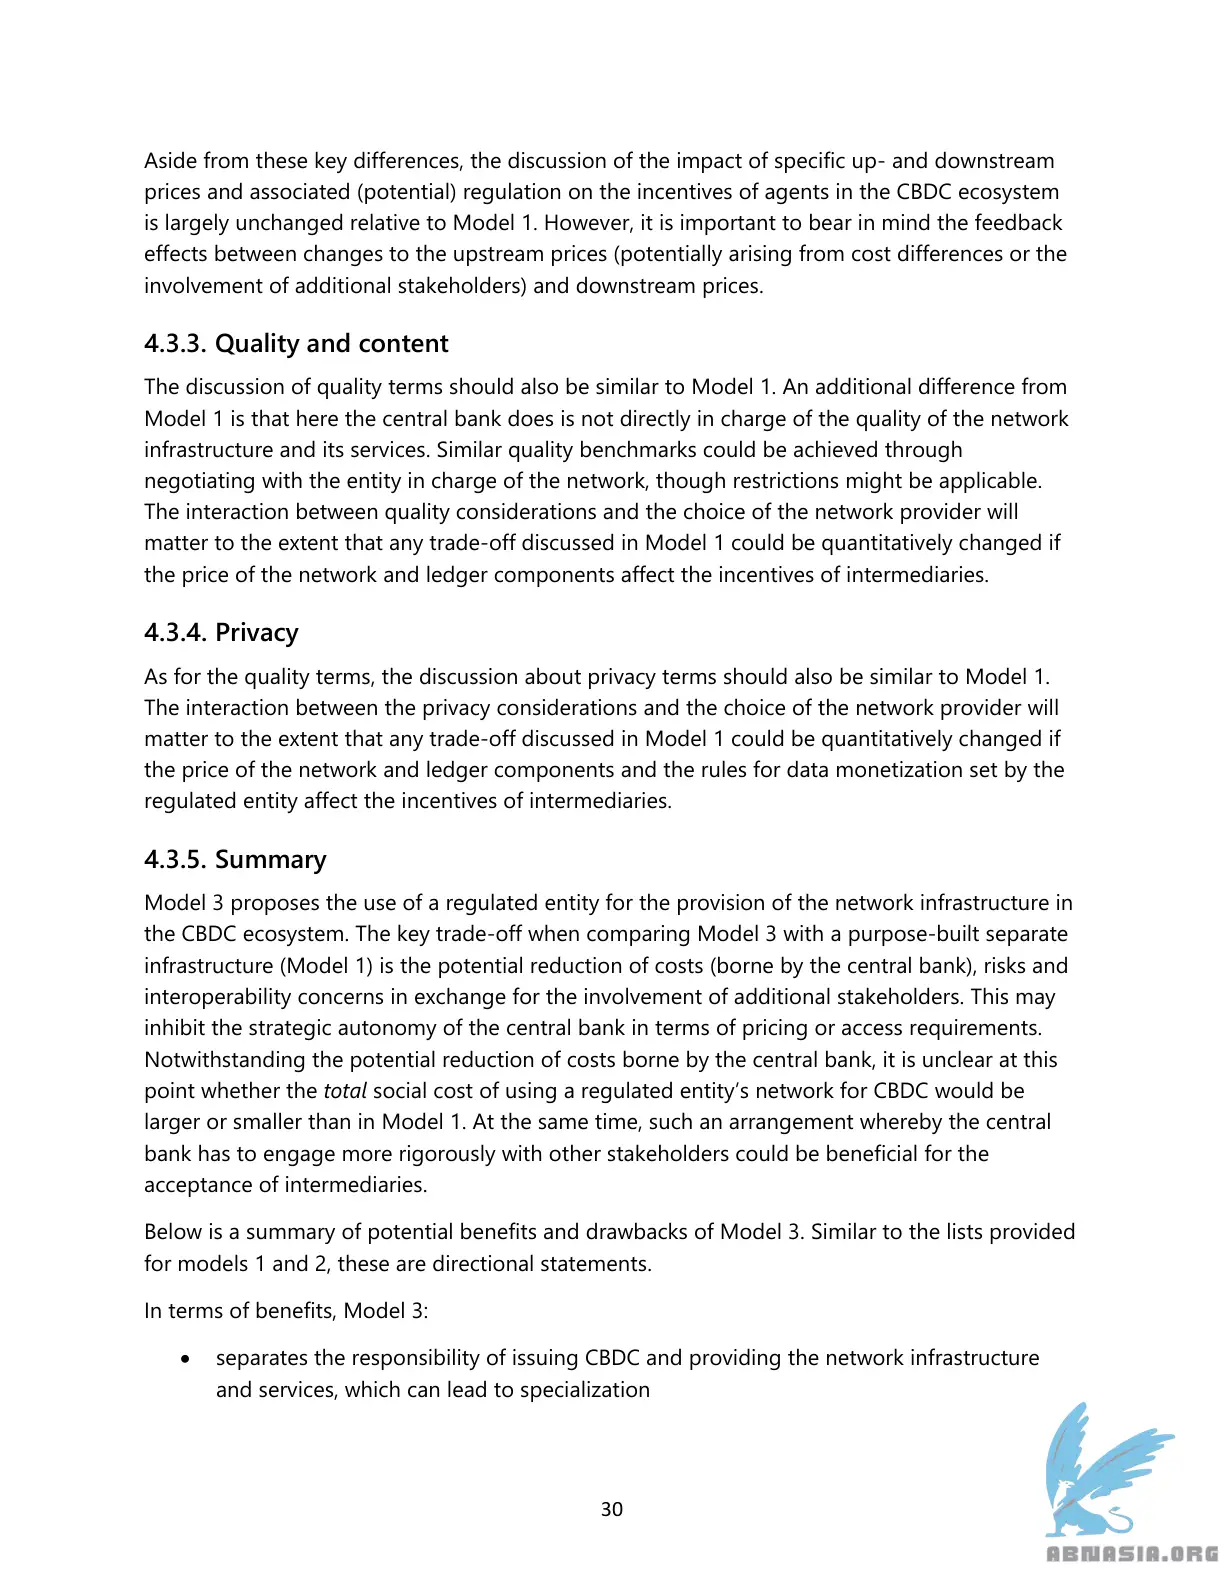 Aside from these key differences, the discussion of the impact of specific up- and downstream
prices and associated (potential) regulation on the incentives of agents in the CBDC ecosystem
is largely unchanged relative to Model 1. However, it is important to bear in mind the feedback
effects between changes to the upstream prices (potentially arising from cost differences or the
involvement of additional stakeholders) and downstream prices.
4.3.3. Quality and content
The discussion of quality terms should also be similar to Model 1. An additional difference from
Model 1 is that here the central bank does is not directly in charge of the quality of the network
infrastructure and its services. Similar quality benchmarks could be achieved through
negotiating with the entity in charge of the network, though restrictions might be applicable.
The interaction between quality considerations and the choice of the network provider will
matter to the extent that any trade-off discussed in Model 1 could be quantitatively changed if
the price of the network and ledger components affect the incentives of intermediaries.
4.3.4. Privacy
As for the quality terms, the discussion about privacy terms should also be similar to Model 1.
The interaction between the privacy considerations and the choice of the network provider will
matter to the extent that any trade-off discussed in Model 1 could be quantitatively changed if
the price of the network and ledger components and the rules for data monetization set by the
regulated entity affect the incentives of intermediaries.
4.3.5. Summary
Model 3 proposes the use of a regulated entity for the provision of the network infrastructure in
the CBDC ecosystem. The key trade-off when comparing Model 3 with a purpose-built separate
infrastructure (Model 1) is the potential reduction of costs (borne by the central bank), risks and
interoperability concerns in exchange for the involvement of additional stakeholders. This may
inhibit the strategic autonomy of the central bank in terms of pricing or access requirements.
Notwithstanding the potential reduction of costs borne by the central bank, it is unclear at this
point whether the total social cost of using a regulated entity's network for CBDC would be
larger or smaller than in Model 1. At the same time, such an arrangement whereby the central
bank has to engage more rigorously with other stakeholders could be beneficial for the
acceptance of intermediaries.
Below is a summary of potential benefits and drawbacks of Model 3. Similar to the lists provided
for models 1 and 2, these are directional statements.
In terms of benefits, Model 3:
• separates the responsibility of issuing CBDC and providing the network infrastructure
and services, which can lead to specialization
30
ABNASIA.ORG